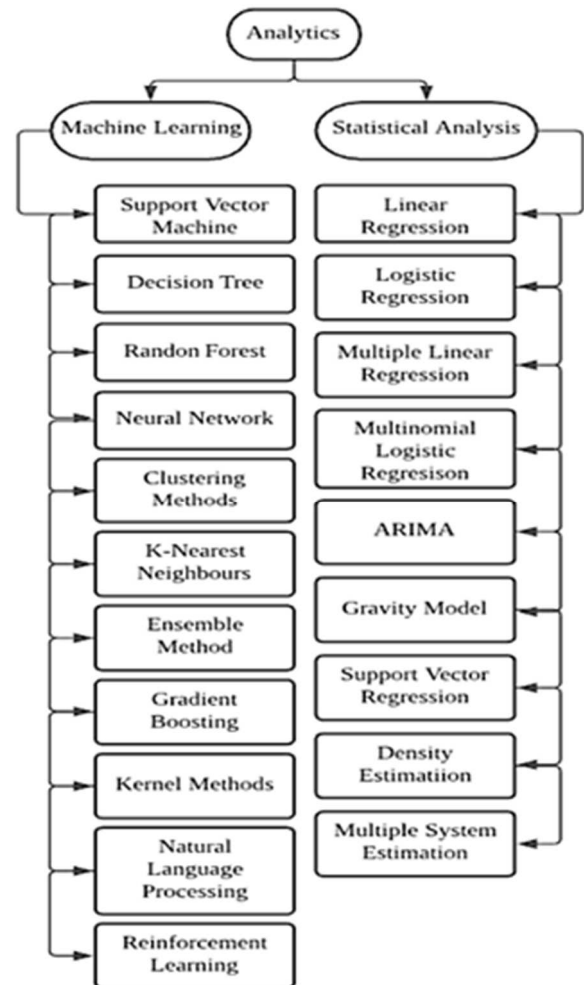 Analytics
Machine Learning
Statistical Analysis
Support Vector
Machine
Decision Tree
Randon Forest
Neural Network
Clustering
Methods
K-Nearest
Neighbours
Ensemble
Method
Gradient
Boosting
Kernel Methods
Natural
Language
Processing
Reinforcement
Learning
Linear
Regression
Logistic
Regression
Multiple Linear
Regression
Multinomial
Logistic
Regresison
ARIMA
Gravity Model
Support Vector
Regression
Density
Estimatiion
Multiple System
Estimation